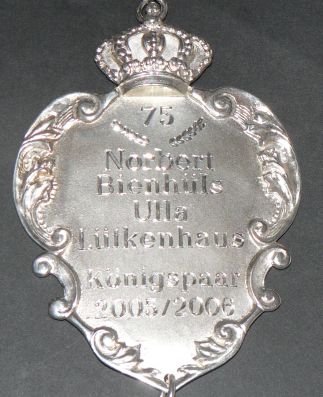 75
Norbert
Bienhüls
Ulla
Lütkenhaus
Königspaar
2005/2006